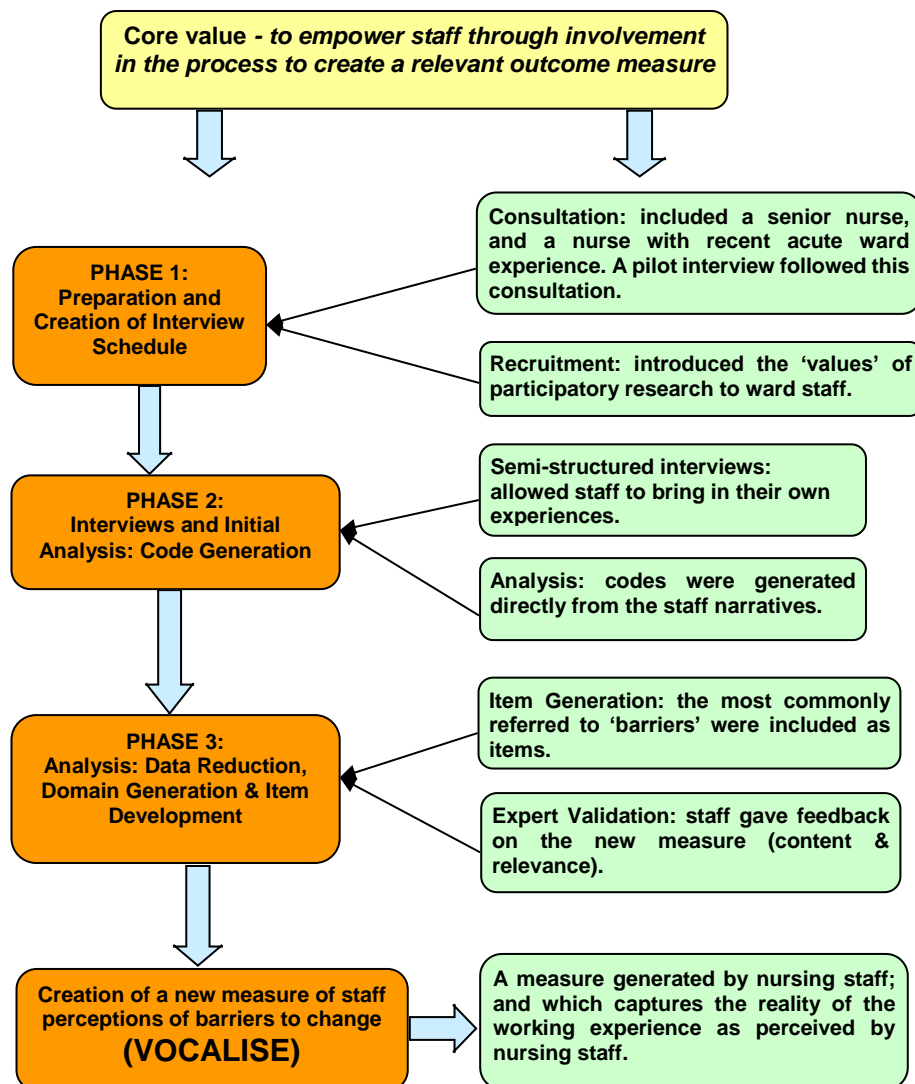 Core value - to empower staff through involvement
in the process to create a relevant outcome measure
Consultation: included a senior nurse,
and a nurse with recent acute ward
experience. A pilot interview followed this
consultation.
PHASE 1:
Preparation and
Creation of Interview
Schedule
Recruitment: introduced the ‘values’ of
participatory research to ward staff.
Semi-structured interviews:
allowed staff to bring in their own
experiences.
PHASE 2:
Interviews and Initial
Analysis: Code Generation
Analysis: codes were generated
directly from the staff narratives.
Item Generation: the most commonly
referred to ‘barriers’ were included as
items.
PHASE 3:
Analysis: Data Reduction,
Domain Generation & Item
Development
Expert Validation: staff gave feedback
on the new measure (content &
relevance).
Creation of a new measure of staff
perceptions of barriers to change
(VOCALISE)
A measure generated by nursing staff;
and which captures the reality of the
working experience as perceived by
nursing staff.